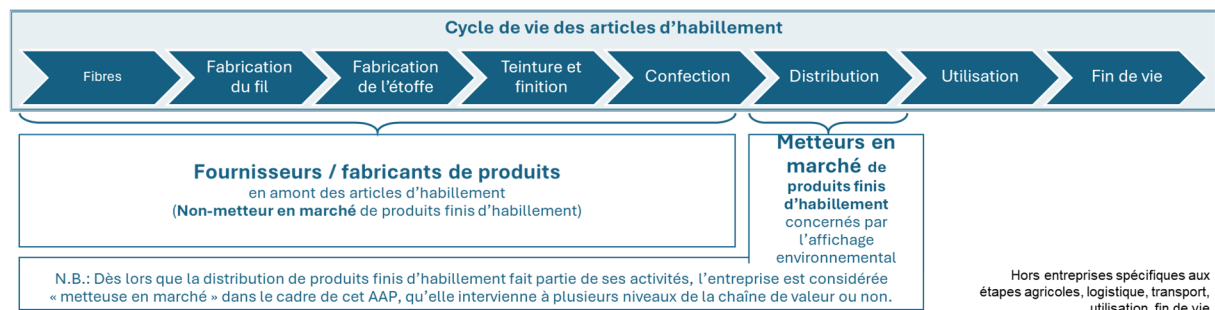 Cycle de vie des articles d’habillement
Fibres
Fabrication
du fil
Fabrication
de l’étoffe
Teinture et
finition
Confection
Distribution
Utilisation
Fin de vie
Fournisseurs / fabricants de produits
en amont des articles d’habillement
(Non-metteur en marché de produits finis d’habillement)
Metteurs en
marché de
produits finis
d’habillement
concernés par
l’affichage
environnemental
N.B.: Dès lors que la distribution de produits finis d’habillement fait partie de ses activités, l’entreprise est considérée
« metteuse en marché » dans le cadre de cet AAP, qu’elle intervienne à plusieurs niveaux de la chaîne de valeur ou non.
Hors entreprises spécifiques aux
étapes agricoles, logistique, transport,
utilisation, fin de vie